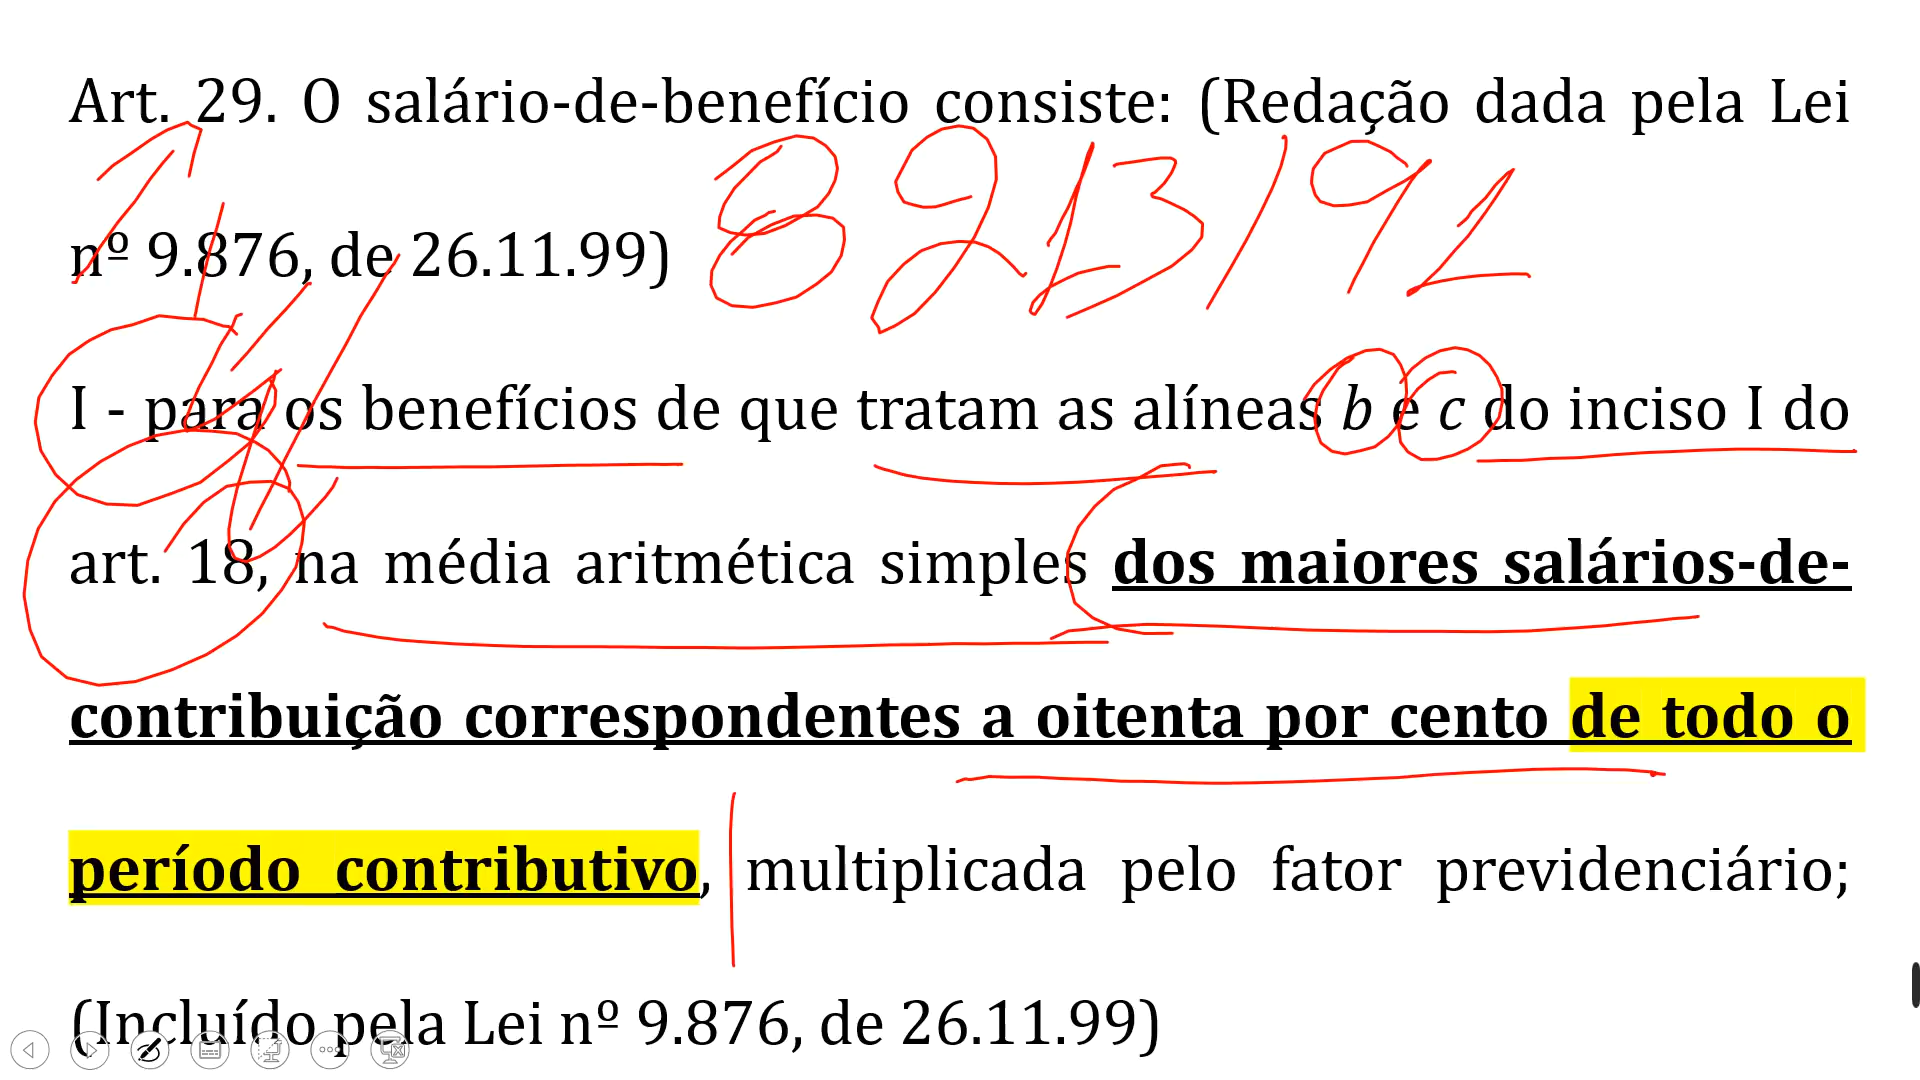 Art. 29. O salário-de-benefício consiste: (Redação dada pela Lei
8213/91
nº 9.876, de 26.11.99)
I - para os benefícios de que tratam as alíneas b e c do inciso I do
art. 18, na média aritmética simples dos maiores salários-de-
contribuição correspondentes a oitenta por cento de todo o
período contributivo, multiplicada pelo fator previdenciário;
(Incluído pela Lei nº 9.876, de 26.11.99)